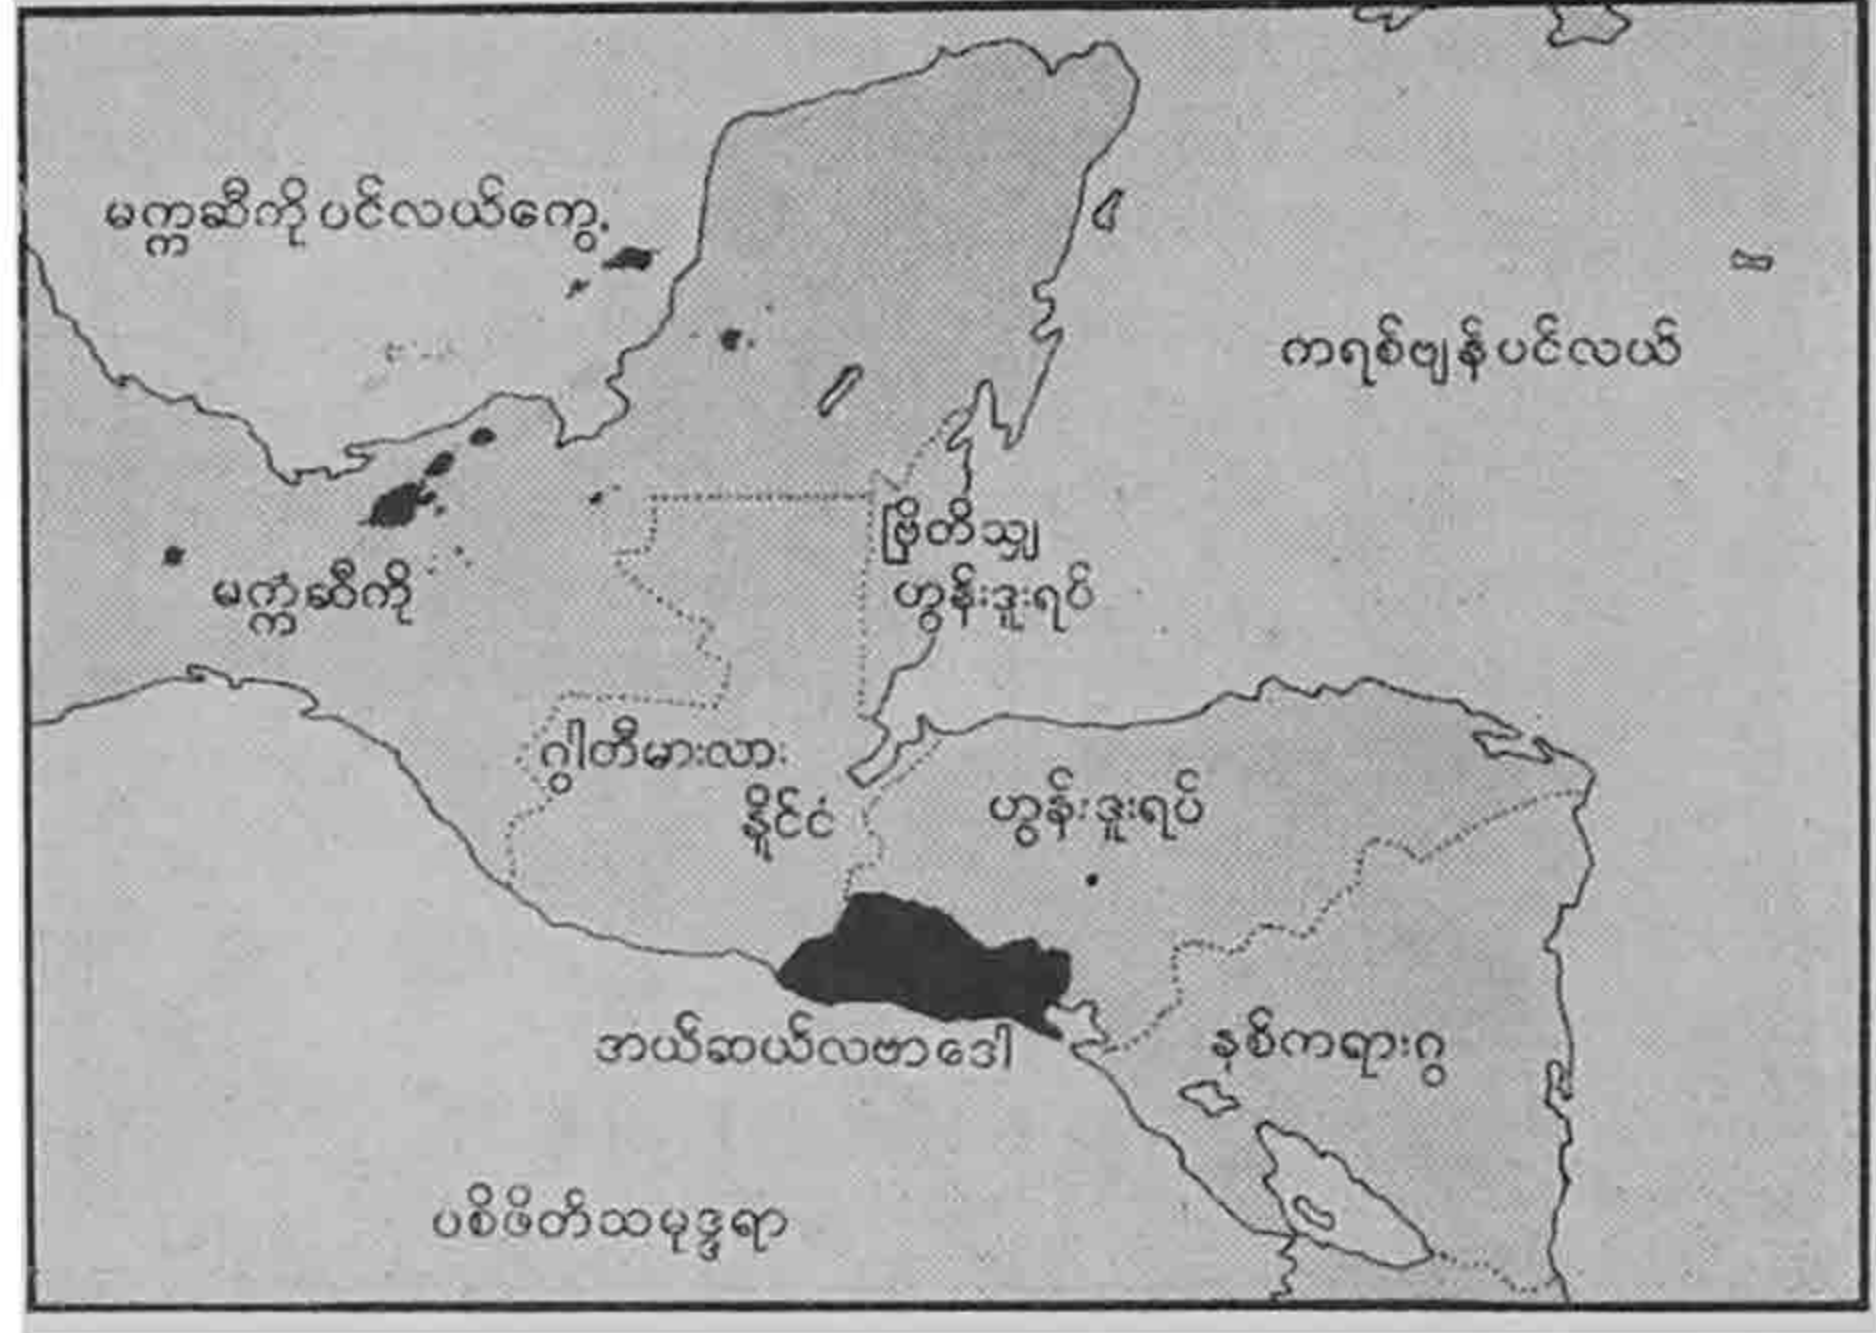 မက္ကဆီကို ပင်လယ်ကွေ့
ကရစ်ဗျန် ပင်လယ်
ဗြိတိသျှ
ဟွန်းဒူးရပ်
မက္ကဆီကို
ဂွါတီမားလား
နိူင်ငံ
ဟွန်းဒူးရပ်
အယ်ဆယ်လဗာဒေါ
နစ်ကရားဂွ
ပစိဖိတ်သမုဒ္ဒရာ